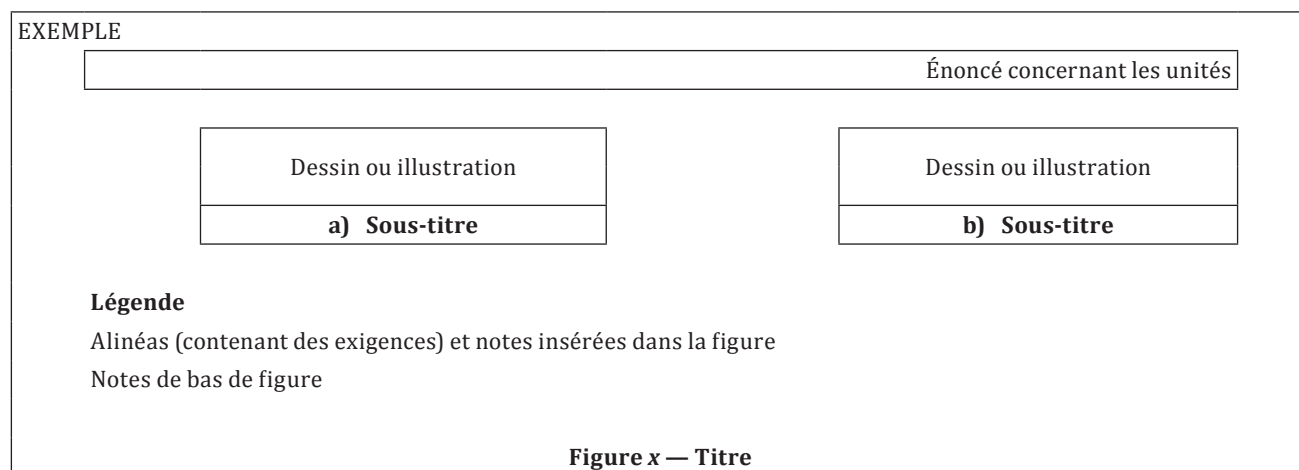 EXEMPLE
Énoncé concernant les unités
Dessin ou illustration
Dessin ou illustration
a) Sous-titre
b) Sous-titre
Légende
Alinéas (contenant des exigences) et notes insérées dans la figure
Notes de bas de figure
Figure x — Titre